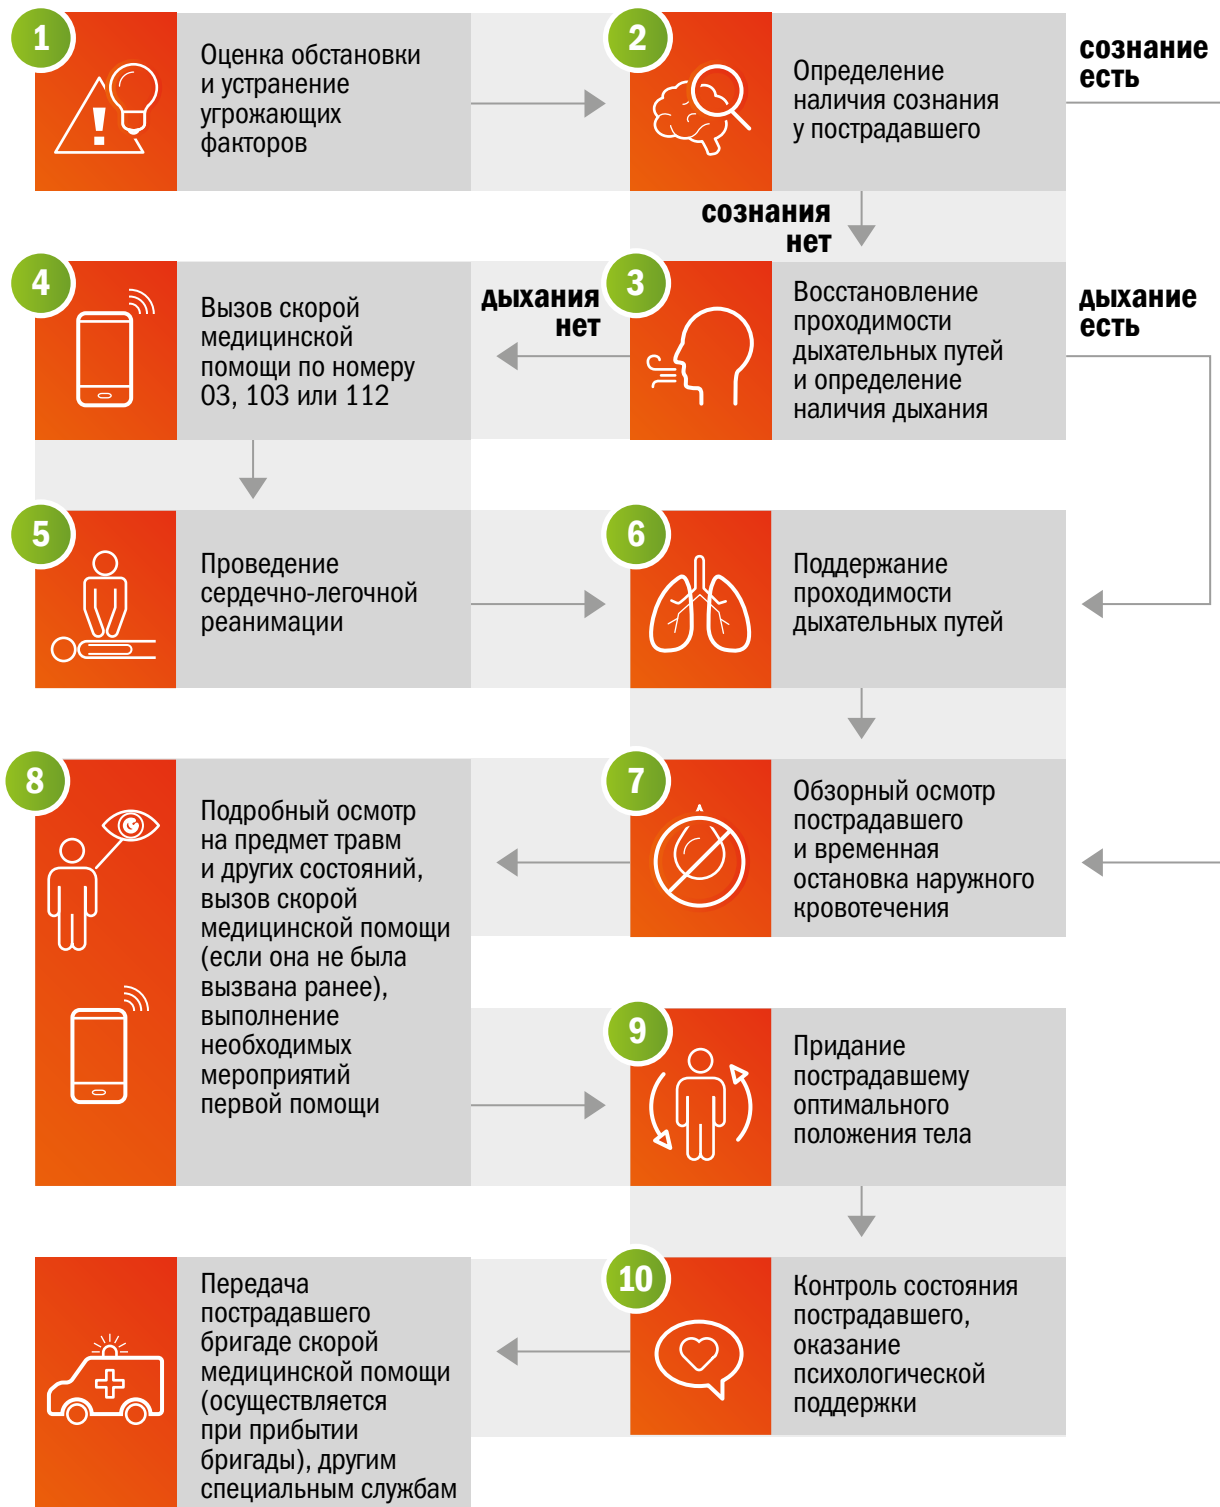 1
Оценка обстановки
и устранение
угрожающих
факторов
2
Определение
наличия сознания
у пострадавшего
сознание
есть
сознания
нет
3
Восстановление
проходимости
дыхательных путей
и определение
наличия дыхания
дыхание
есть
дыхания
нет
4
Вызов скорой
медицинской
помощи по номеру
03, 103 или 112
5
Проведение
сердечно-легочной
реанимации
6
Поддержание
проходимости
дыхательных путей
7
Обзорный осмотр
пострадавшего
и временная
остановка наружного
кровотечения
8
Подробный осмотр
на предмет травм
и других состояний,
вызов скорой
медицинской помощи
(если она не была
вызвана ранее),
выполнение
необходимых
мероприятий
первой помощи
9
Придание
пострадавшему
оптимального
положения тела
10
Контроль состояния
пострадавшего,
оказание
психологической
поддержки
Передача
пострадавшего
бригаде скорой
медицинской помощи
(осуществляется
при прибытии
бригады), другим
специальным службам